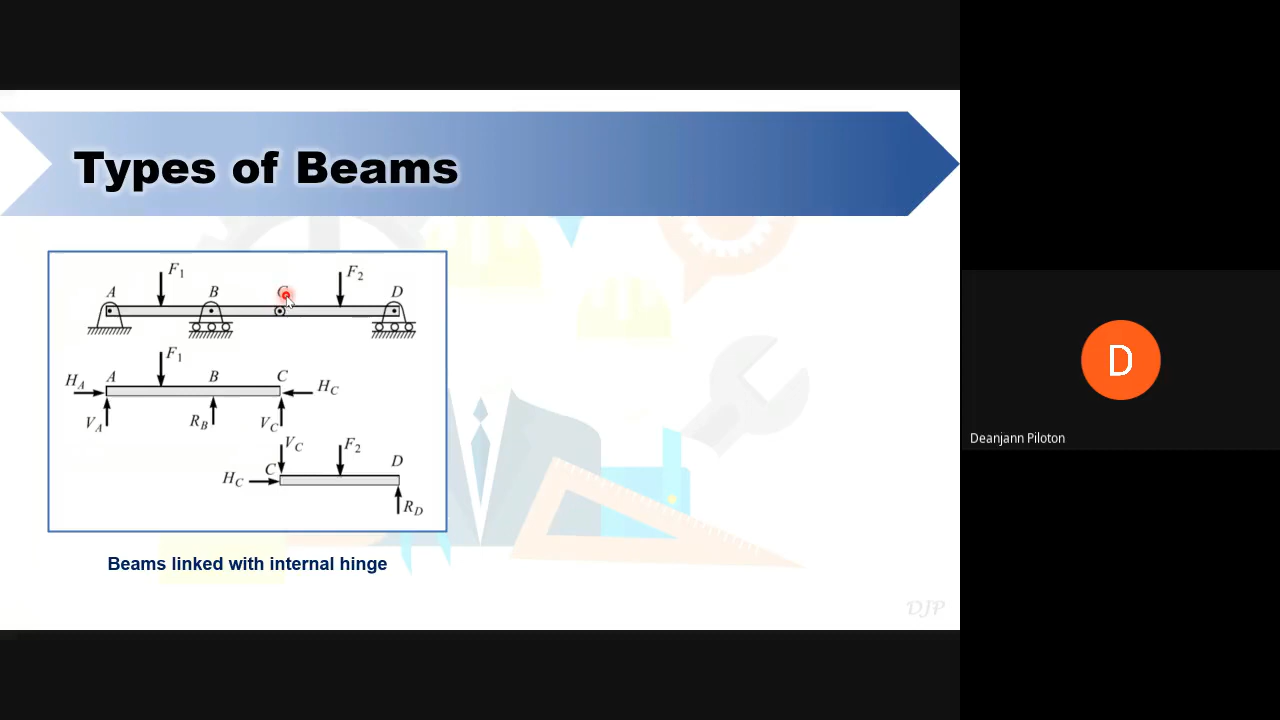 Types of Beams
F1
F2
A
B
C
D
F1
HA
A
B
C
HC
VA
RB
VC
VC
F2
D
HC
C
RD
Beams linked with internal hinge
DJP
D
Deanjann Piloton